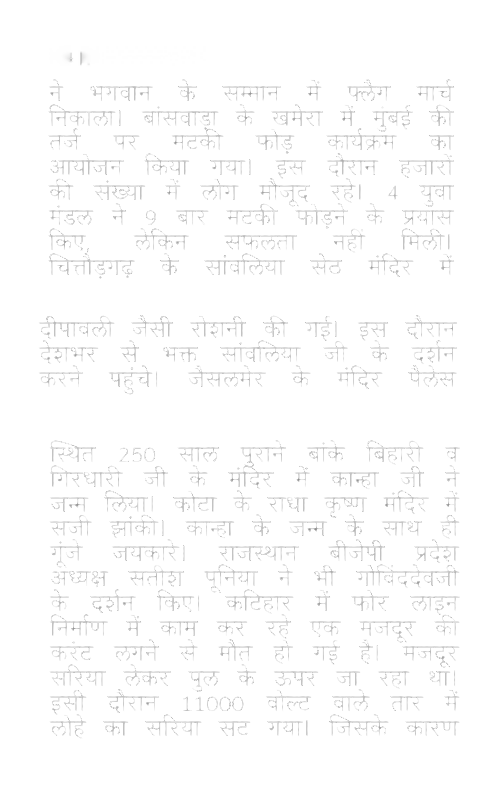 ने भगवान के सम्मान में फ्लैग मार्च
निकाला। बांसवाड़ा के खमेरा में मुंबई की
तर्ज पर मटकी फोड़ कार्यक्रम का
आयोजन किया गया। इस दौरान हजारों
की संख्या में लोग मौजूद रहे। 4 युवा
मंडल ने 9 बार मटकी फोड़ने के प्रयास
किए, लेकिन सफलता नहीं मिली।
चित्तौड़गढ़ के सांवलिया सेठ मंदिर में
दीपावली जैसी रोशनी की गई। इस दौरान
देशभर से भक्त सांवलिया जी के दर्शन
करने पहुंचे। जैसलमेर के मंदिर पैलेस
स्थित 250 साल पुराने बांके बिहारी व
गिरधारी जी के मंदिर में कान्हा जी ने
जन्म लिया। कोटा के राधा कृष्ण मंदिर में
सजी झांकी। कान्हा के जन्म के साथ ही
गूंजे जयकारे। राजस्थान बीजेपी प्रदेश
अध्यक्ष सतीश पूनिया ने भी गोविंददेवजी
के दर्शन किए। कटिहार में फोर लाइन
निर्माण में काम कर रहे एक मजदूर की
करंट लगने से मौत हो गई है। मजदूर
सरिया लेकर पुल के ऊपर जा रहा था।
इसी दौरान 11000 वोल्ट वाले तार में
लोहे का सरिया सट गया। जिसके कारण